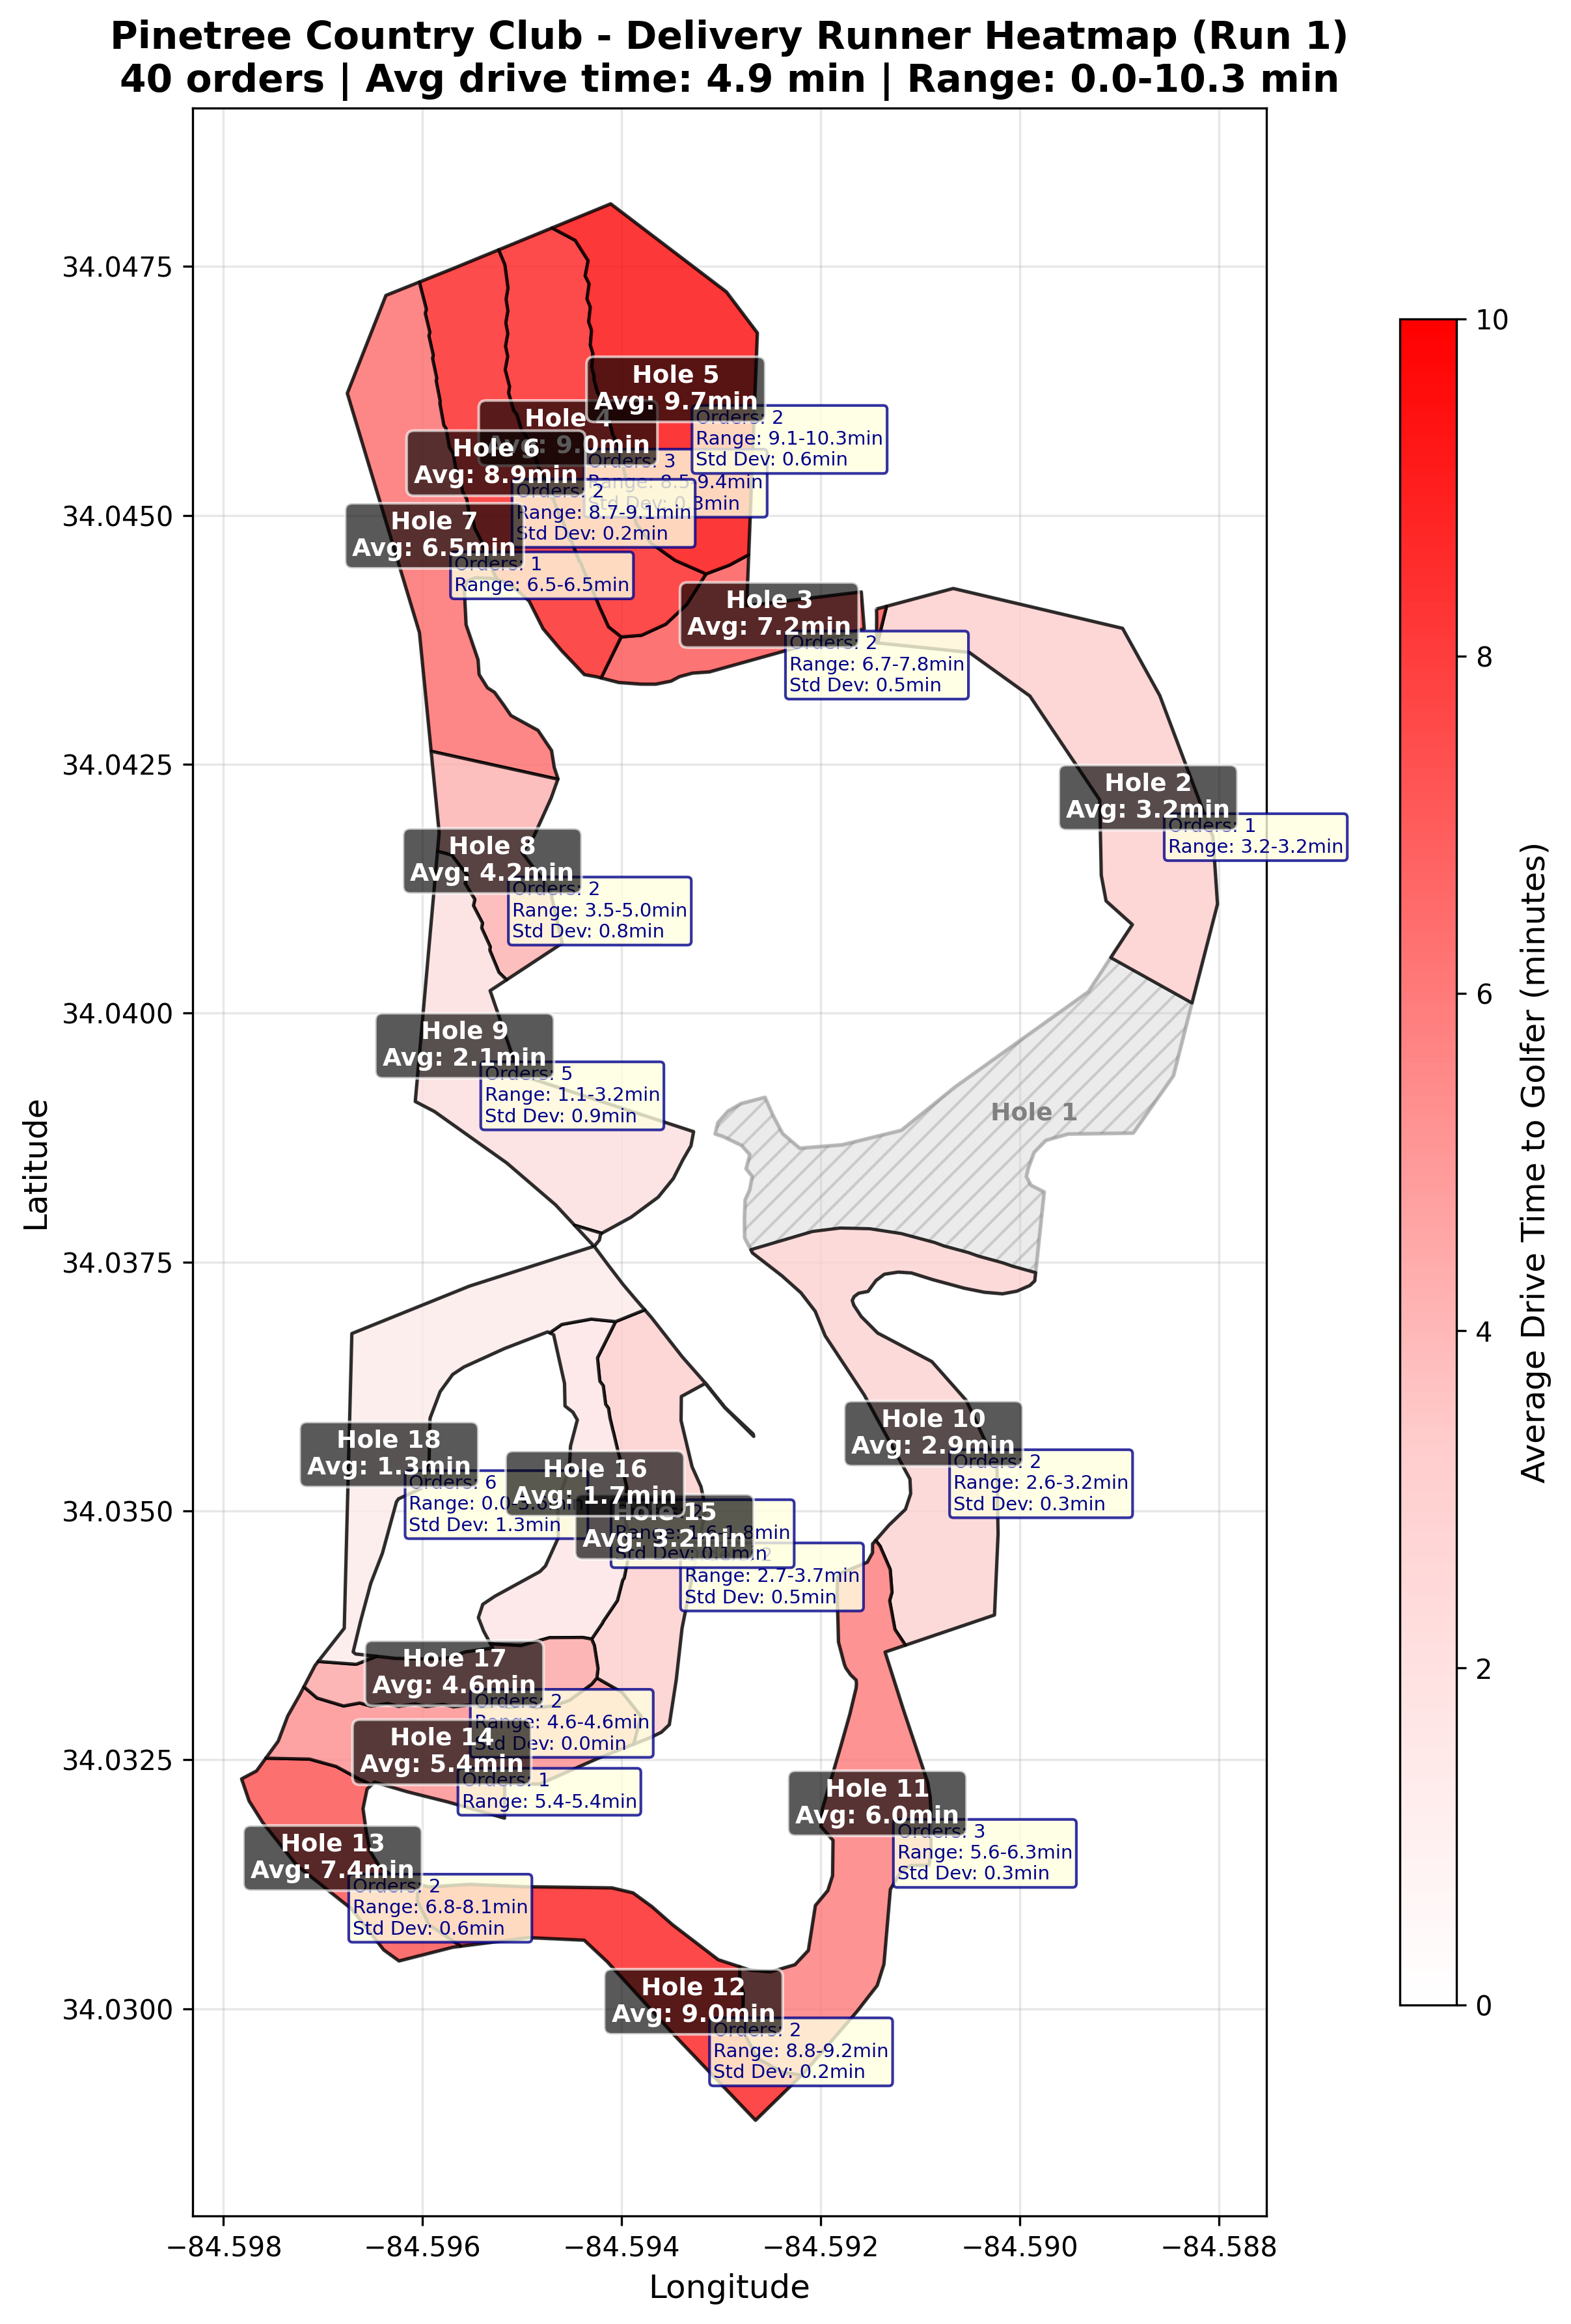 Pinetree Country Club - Delivery Runner Heatmap (Run 1)
40 orders | Avg drive time: 4.9 min | Range: 0.0-10.3 min
34.0475
34.0450
34.0425
34.0400
34.0375
34.0350
34.0325
34.0300
Latitude
Hole 5
Avg: 9.7min
Orders: 2
Range: 9.1-10.3min
Std Dev: 0.6min
Hole 4
Avg: 9.0min
Orders: 3
Range: 8.5-9.4min
Std Dev: 0.3min
Hole 6
Avg: 8.9min
Orders: 2
Range: 8.7-9.1min
Std Dev: 0.2min
Hole 7
Avg: 6.5min
Orders: 1
Range: 6.5-6.5min
Hole 3
Avg: 7.2min
Orders: 2
Range: 6.7-7.8min
Std Dev: 0.5min
Hole 2
Avg: 3.2min
Orders: 1
Range: 3.2-3.2min
Hole 8
Avg: 4.2min
Orders: 2
Range: 3.5-5.0min
Std Dev: 0.8min
Hole 9
Avg: 2.1min
Orders: 5
Range: 1.1-3.2min
Std Dev: 0.9min
Hole 1
Hole 10
Avg: 2.9min
Orders: 2
Range: 2.6-3.2min
Std Dev: 0.3min
Hole 18
Avg: 1.3min
Orders: 6
Range: 0.0-
Std Dev: 1.3min
Hole 16
Avg: 1.7min
Range: 1.6-1.8min
Std Dev: 0.1min
Hole 15
Avg: 3.2min
2
Range: 2.7-3.7min
Std Dev: 0.5min
Hole 17
Avg: 4.6min
Orders: 2
Range: 4.6-4.6min
Std Dev: 0.0min
Hole 14
Avg: 5.4min
Orders: 1
Range: 5.4-5.4min
Hole 11
Avg: 6.0min
Orders: 3
Range: 5.6-6.3min
Std Dev: 0.3min
Hole 13
Avg: 7.4min
Orders: 2
Range: 6.8-8.1min
Std Dev: 0.6min
Hole 12
Avg: 9.0min
Orders: 2
Range: 8.8-9.2min
Std Dev: 0.2min
−84.598
−84.596
−84.594
−84.592
−84.590
−84.588
Longitude
10
8
6
4
2
0
Average Drive Time to Golfer (minutes)